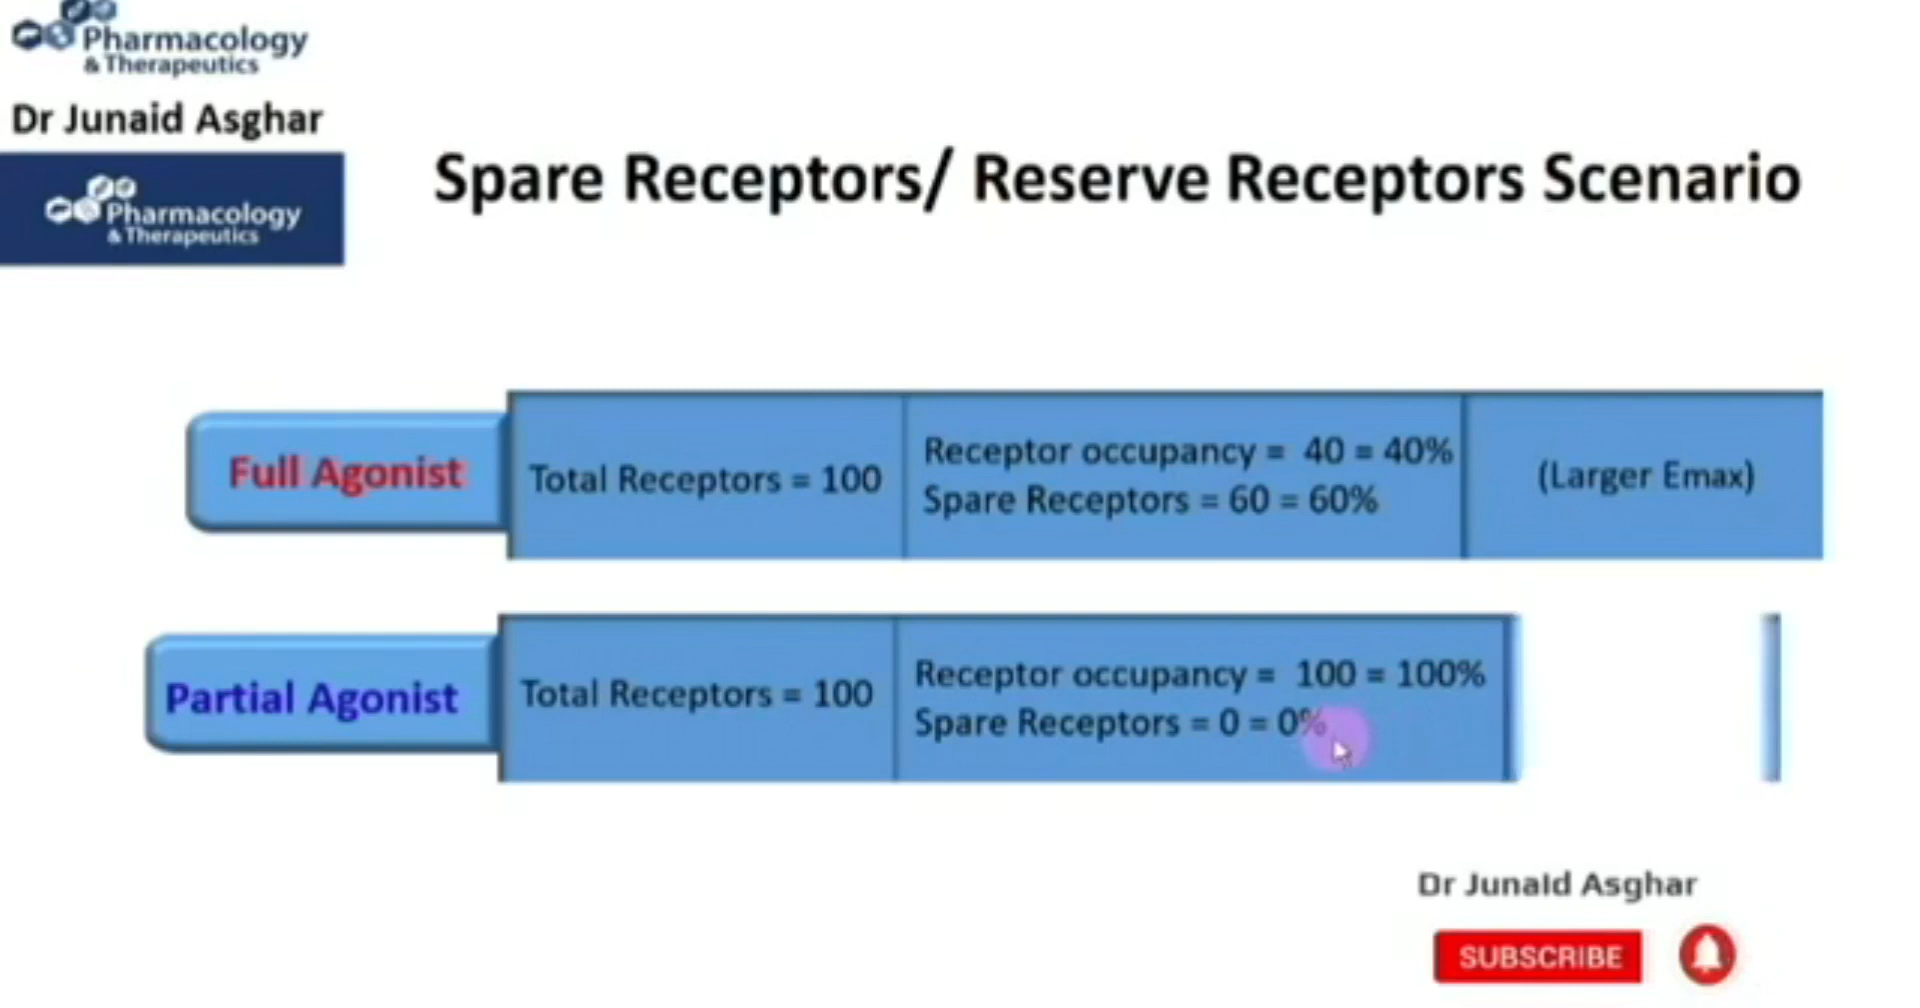 Pharmacology
& Therapeutics
Dr Junaid Asghar
Pharmacology
& Therapeutics
Spare Receptors/ Reserve Receptors Scenario
Full Agonist
Total Receptors = 100
Receptor occupancy = 40 = 40%
Spare Receptors = 60 = 60%
(Larger Emax)
Partial Agonist
Total Receptors = 100
Receptor occupancy = 100 = 100%
Spare Receptors = 0 = 0%
Dr Junaid Asghar
SUBSCRIBE